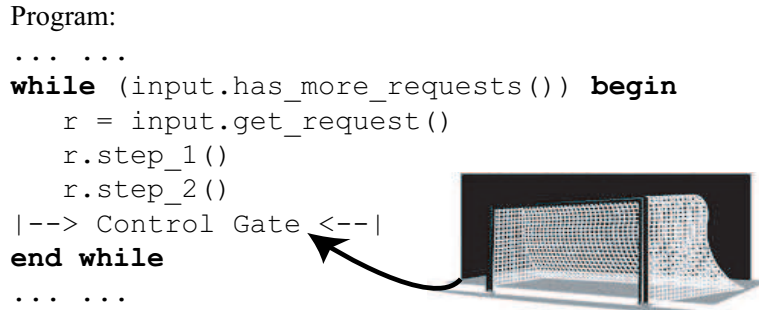 Program:
... ...
while (input.has_more_requests()) begin
r = input.get_request()
r.step_1()
r.step_2()
|--> Control Gate <--|
end while
... ...